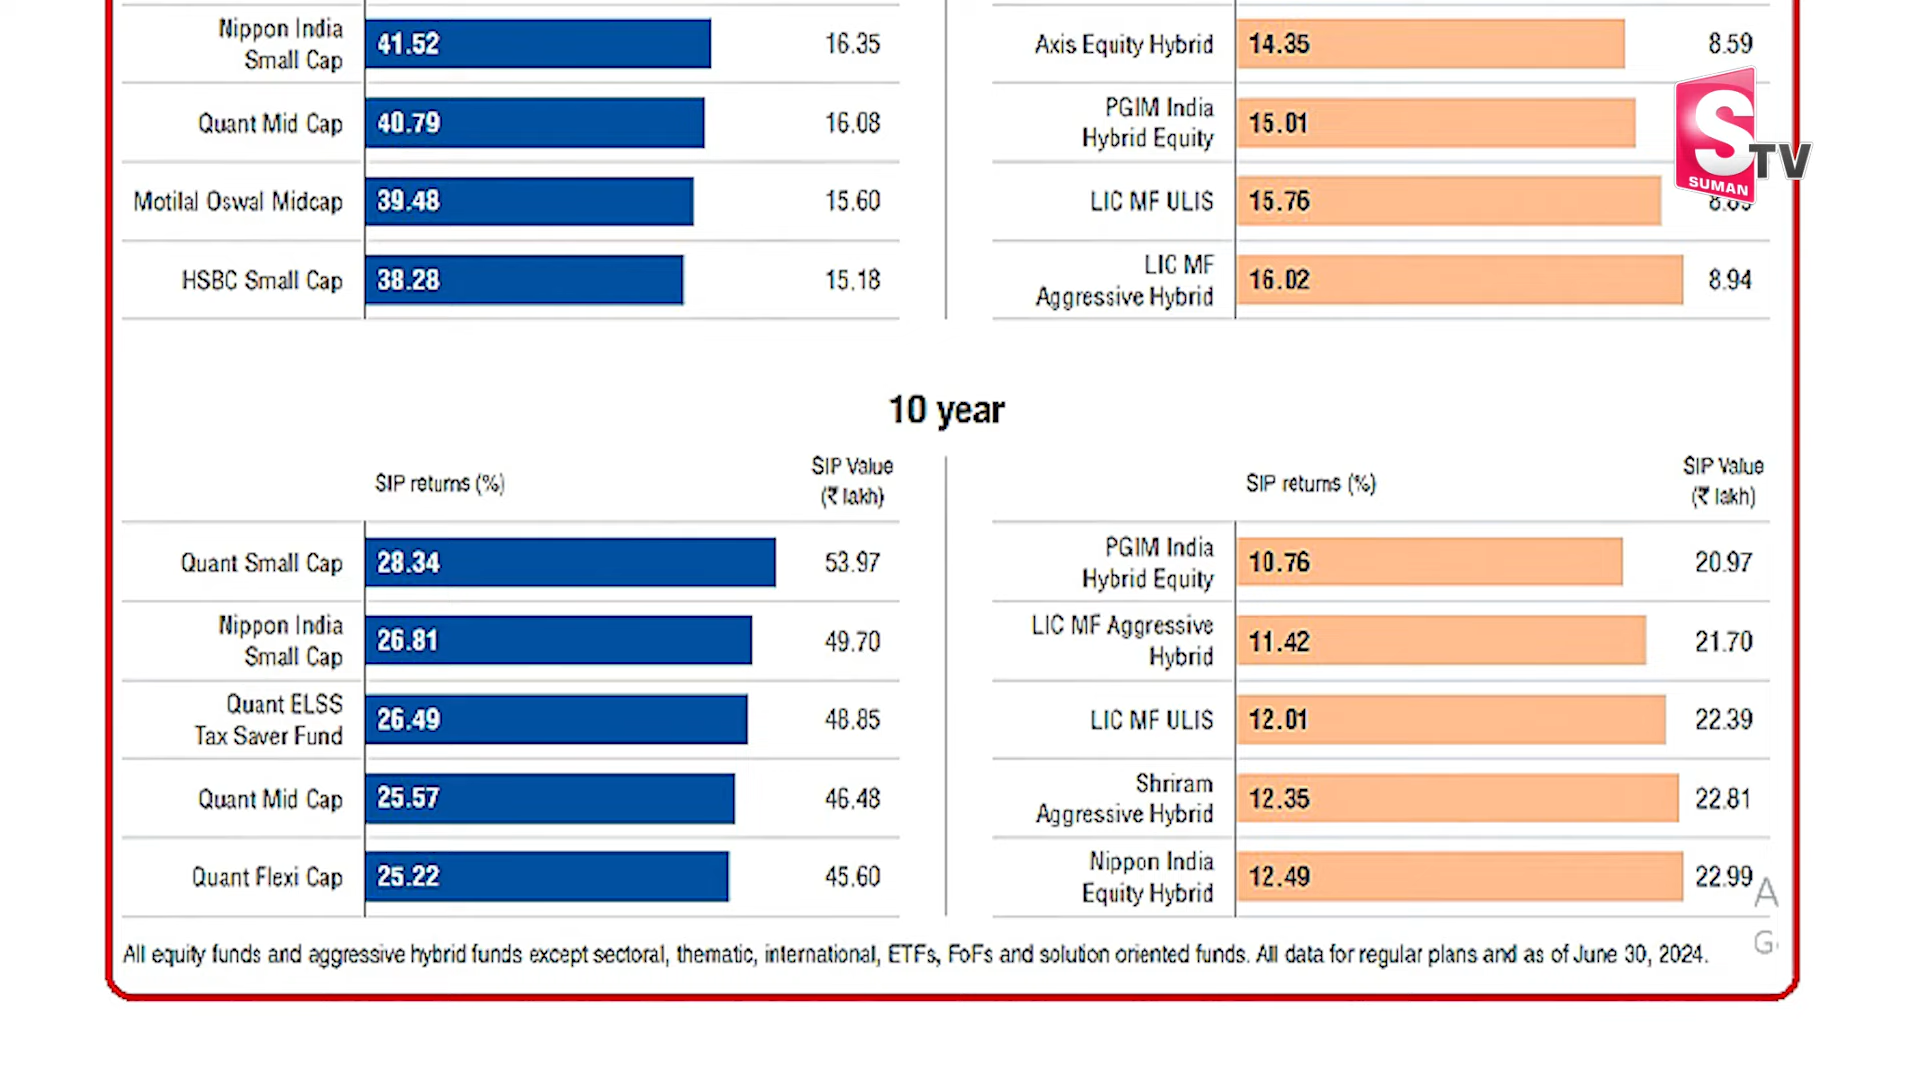 Nippon India
Small Cap
41.52
16.35
Quant Mid Cap
40.79
16.08
Motilal Oswal Midcap
39.48
15.60
HSBC Small Cap
38.28
15.18
Axis Equity Hybrid
14.35
8.59
PGIM India
Hybrid Equity
15.01
LIC MF ULIS
15.76
LIC MF
Aggressive Hybrid
16.02
8.94
S
TV
SUMAN
10 year
SIP returns (%)
SIP Value
(₹ lakh)
Quant Small Cap
28.34
53.97
Nippon India
Small Cap
26.81
49.70
Quant ELSS
Tax Saver Fund
26.49
48.85
Quant Mid Cap
25.57
46.48
Quant Flexi Cap
25.22
45.60
SIP returns (%)
SIP Value
(₹ lakh)
PGIM India
Hybrid Equity
10.76
20.97
LIC MF Aggressive
Hybrid
11.42
21.70
LIC MF ULIS
12.01
22.39
Shriram
Aggressive Hybrid
12.35
22.81
Nippon India
Equity Hybrid
12.49
22.99
All equity funds and aggressive hybrid funds except sectoral, thematic, international, ETFs, FoFs and solution oriented funds. All data for regular plans and as of June 30, 2024.